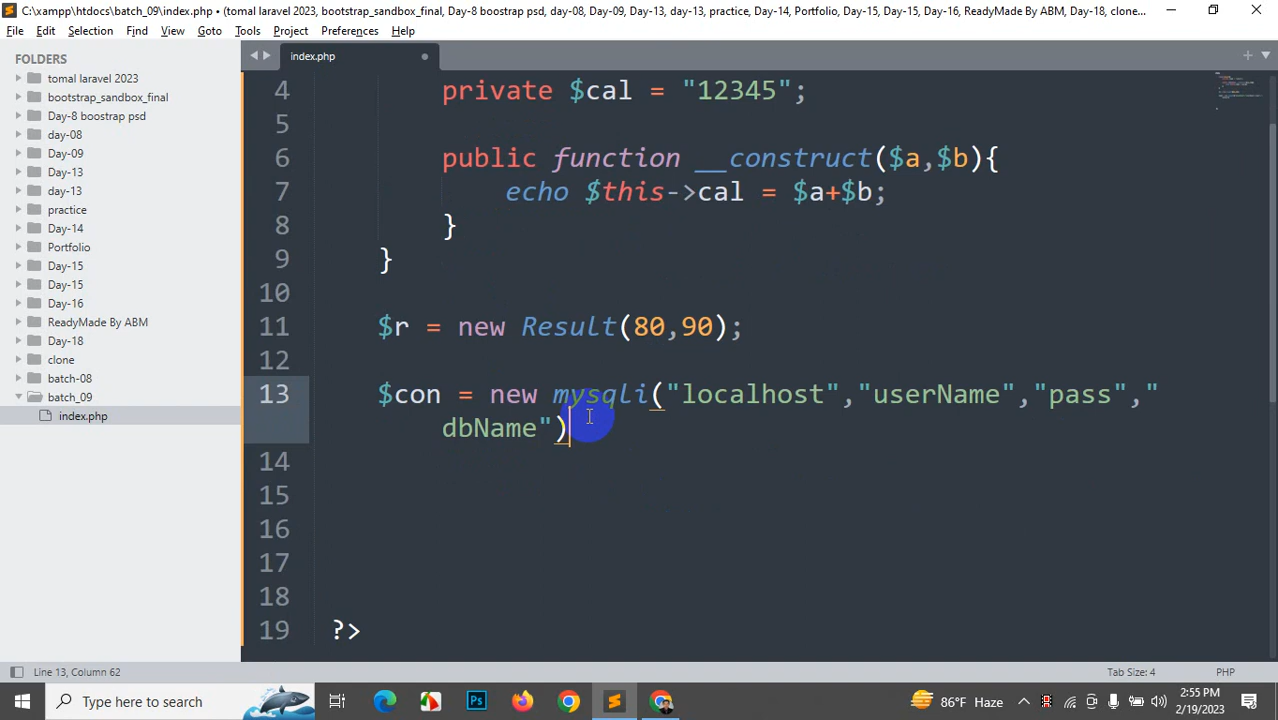 C:\xampp\htdocs\batch_09\index.php • (tomal laravel 2023, bootstrap_sandbox_final, Day-8 boostrap psd, day-08, Day-09, Day-13, day-13, practice, Day-14, Portfolio, Day-15, Day-15, Day-16, ReadyMade By ABM, Day-18, clone...
File Edit Selection Find View Goto Tools Project Preferences Help
FOLDERS
tomal laravel 2023
bootstrap_sandbox_final
Day-8 boostrap psd
day-08
Day-09
Day-13
day-13
practice
Day-14
Portfolio
Day-15
Day-15
Day-16
ReadyMade By ABM
Day-18
clone
batch-08
batch_09
index.php
index.php
4 private $cal = "12345";
5
6 public function __construct($a,$b){
7 echo $this->cal = $a+$b;
8 }
9 }
10
11 $r = new Result(80,90);
12
13 $con = new mysqli("localhost","userName","pass","
dbName")
14
15
16
17
18
19 ?>
Line 13, Column 62
Tab Size: 4
PHP
Type here to search
Ps
86°F Haze
2:55 PM
2/19/2023